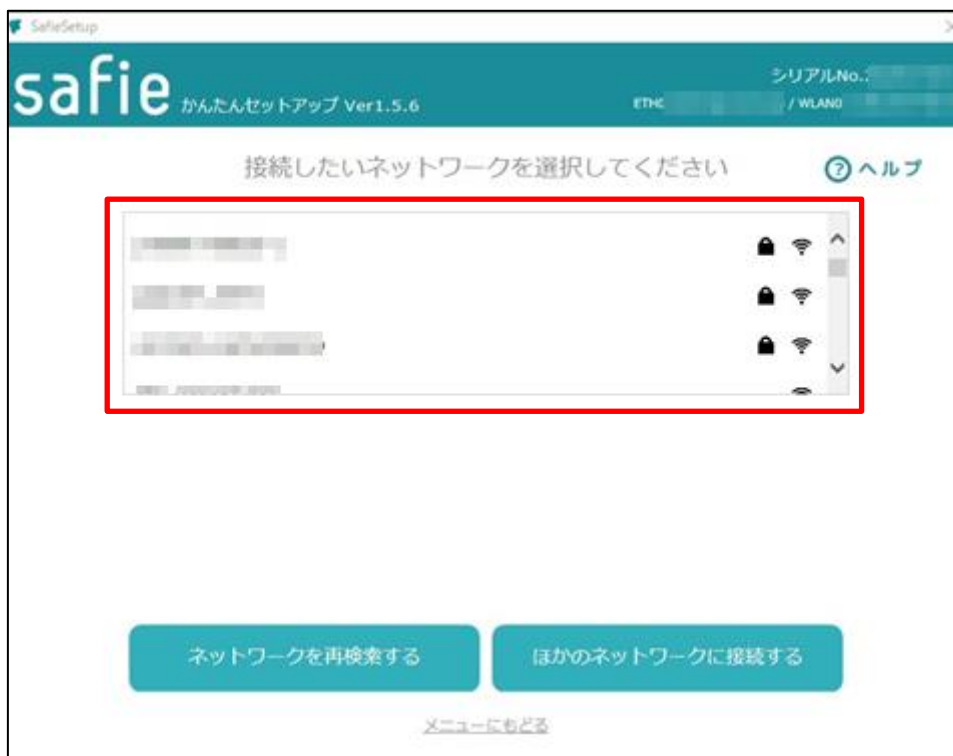 SafieSetup
safie かんたんセットアップ Ver1.5.6
シリアルNo.:
/ WLAN0
接続したいネットワークを選択してください
? ヘルプ
ネットワークを再検索する
ほかのネットワークに接続する
メニューにもどる